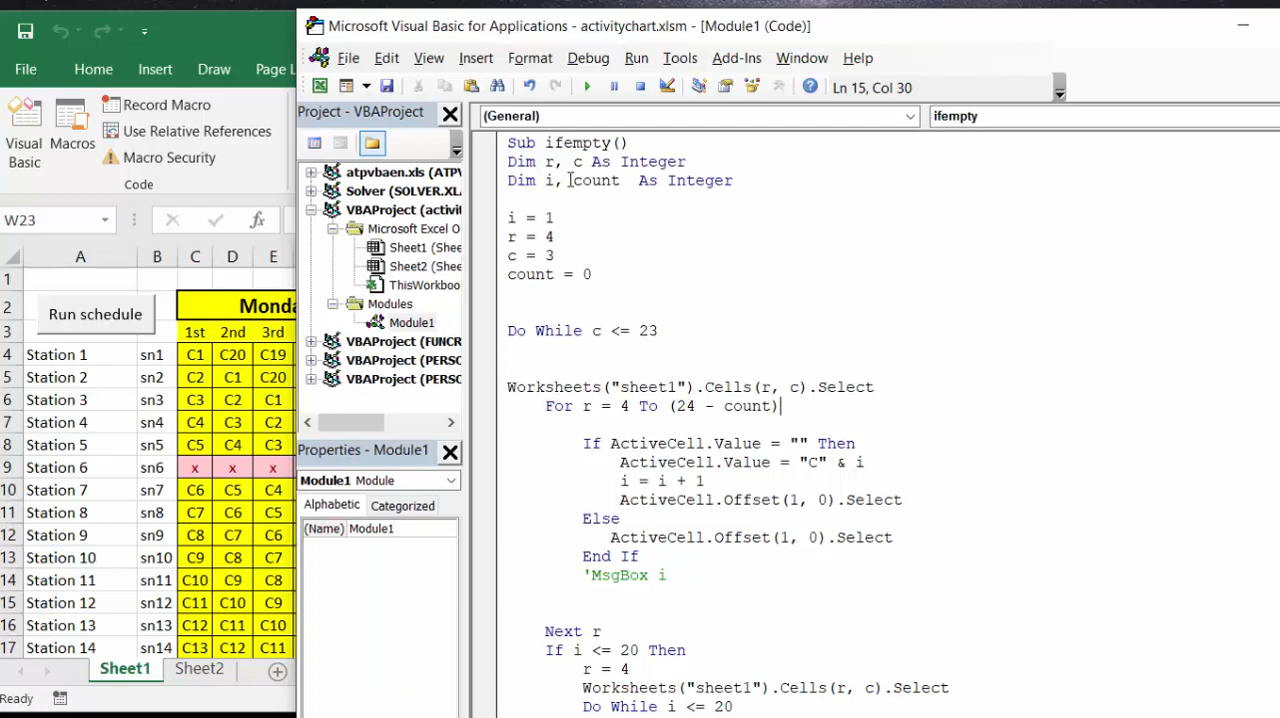 Microsoft Visual Basic for Applications - activitychart.xlsm - [Module1 (Code)]
File Edit View Insert Format Debug Run Tools Add-Ins Window Help
Ln 15, Col 30
File Home Insert Draw Page L
Visual Basic
Macros
Record Macro
Use Relative References
Macro Security
Code
W23
fx
A B C D E
1
2 Run schedule Monda
3 1st 2nd 3rd
4 Station 1 sn1 C1 C20 C19
5 Station 2 sn2 C2 C1 C20
6 Station 3 sn3 C3 C2 C1
7 Station 4 sn4 C4 C3 C2
8 Station 5 sn5 C5 C4 C3
9 Station 6 sn6 x x x
10 Station 7 sn7 C6 C5 C4
11 Station 8 sn8 C7 C6 C5
12 Station 9 sn9 C8 C7 C6
13 Station 10 sn10 C9 C8 C7
14 Station 11 sn11 C10 C9 C8
15 Station 12 sn12 C11 C10 C9
16 Station 13 sn13 C12 C11 C10
17 Station 14 sn14 C13 C12 C11
Sheet1 Sheet2
Ready
Project - VBAProject
atpvbaen.xls (ATPV
Solver (SOLVER.XLA
VBAProject (activit
Microsoft Excel O
Sheet1 (Shee
Sheet2 (Shee
ThisWorkboo
Modules
Module1
VBAProject (FUNCR
VBAProject (PERSO
VBAProject (PERSO
Properties - Module1
Module1 Module
Alphabetic Categorized
(Name) Module1
(General)
ifempty
Sub ifempty()
Dim r, c As Integer
Dim i, count  As Integer
i = 1
r = 4
c = 3
count = 0
Do While c <= 23
Worksheets("sheet1").Cells(r, c).Select
For r = 4 To (24 - count)
If ActiveCell.Value = "" Then
ActiveCell.Value = "C" & i
i = i + 1
ActiveCell.Offset(1, 0).Select
Else
ActiveCell.Offset(1, 0).Select
End If
'MsgBox i
Next r
If i <= 20 Then
r = 4
Worksheets("sheet1").Cells(r, c).Select
Do While i <= 20